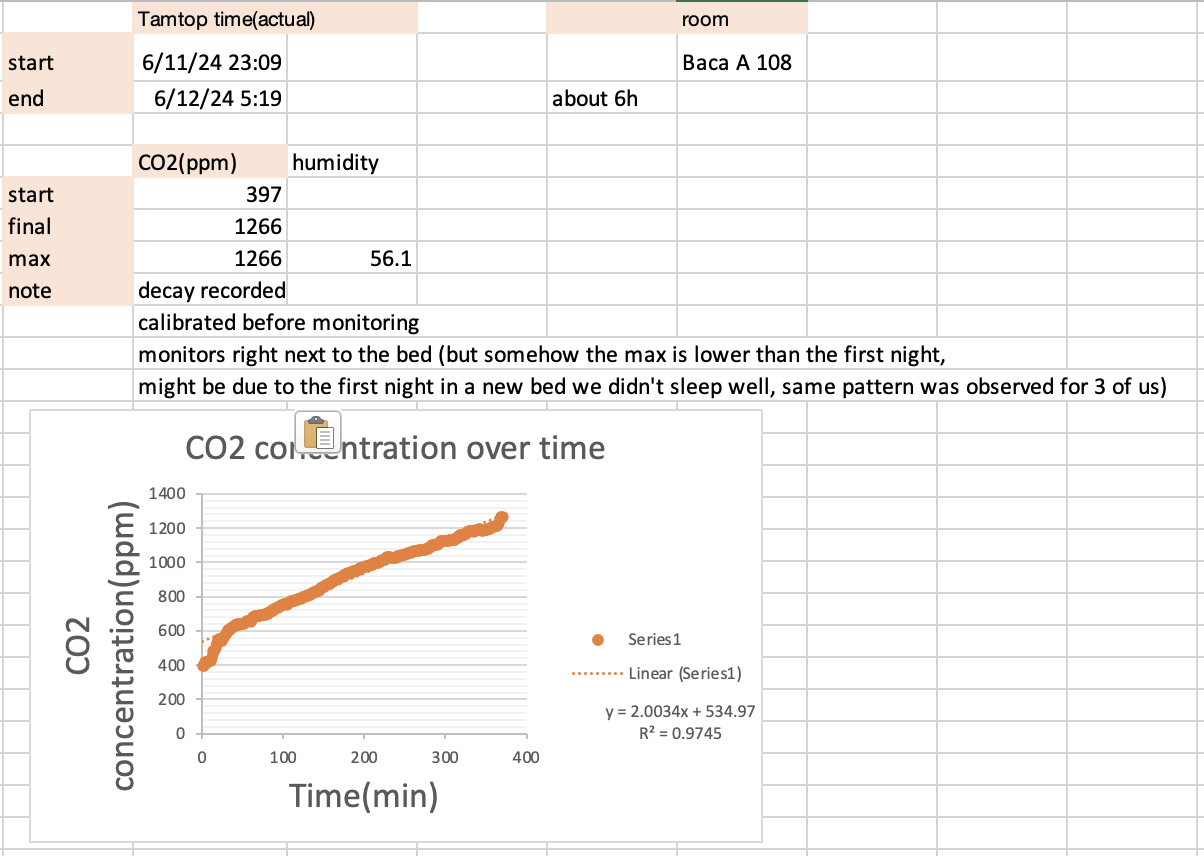 Tamtop time(actual) room
start 6/11/24 23:09 Baca A 108
end 6/12/24 5:19 about 6h
CO2(ppm) humidity
start 397
final 1266
max 1266 56.1
note decay recorded
calibrated before monitoring
monitors right next to the bed (but somehow the max is lower than the first night,
might be due to the first night in a new bed we didn't sleep well, same pattern was observed for 3 of us)
CO2 concentration over time
CO2
concentration(ppm)
1400
1200
1000
800
600
400
200
0
0 100 200 300 400
Time(min)
Series1
Linear (Series1)
y = 2.0034x + 534.97
R² = 0.9745